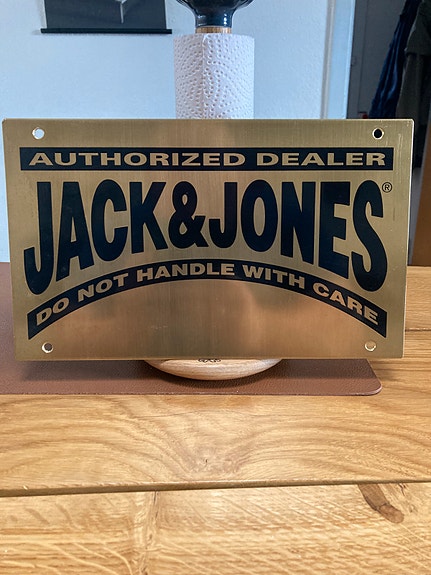 AUTHORIZED DEALER
JACK&JONES®
DO NOT HANDLE WITH CARE